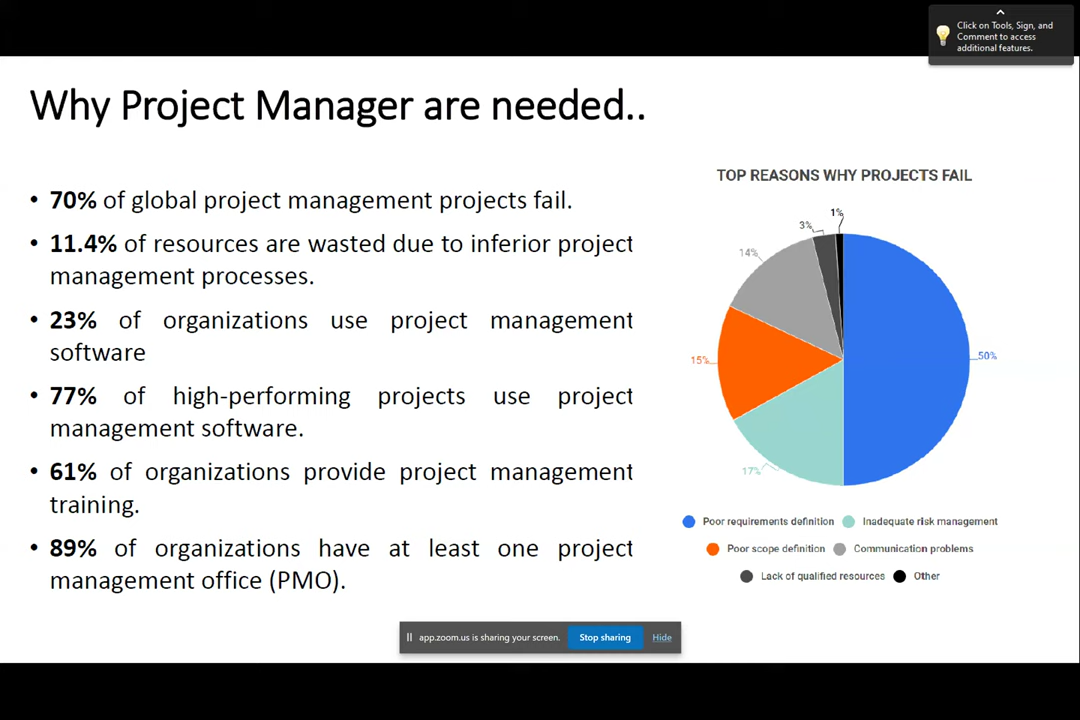 Click on Tools, Sign, and
Comment to access
additional features.
Why Project Manager are needed..
• 70% of global project management projects fail.
• 11.4% of resources are wasted due to inferior project
management processes.
• 23% of organizations use project management
software
• 77% of high-performing projects use project
management software.
• 61% of organizations provide project management
training.
• 89% of organizations have at least one project
management office (PMO).
TOP REASONS WHY PROJECTS FAIL
1%
3%
14%
15%
50%
17%
Poor requirements definition Inadequate risk management
Poor scope definition Communication problems
Lack of qualified resources Other
app.zoom.us is sharing your screen. Stop sharing Hide